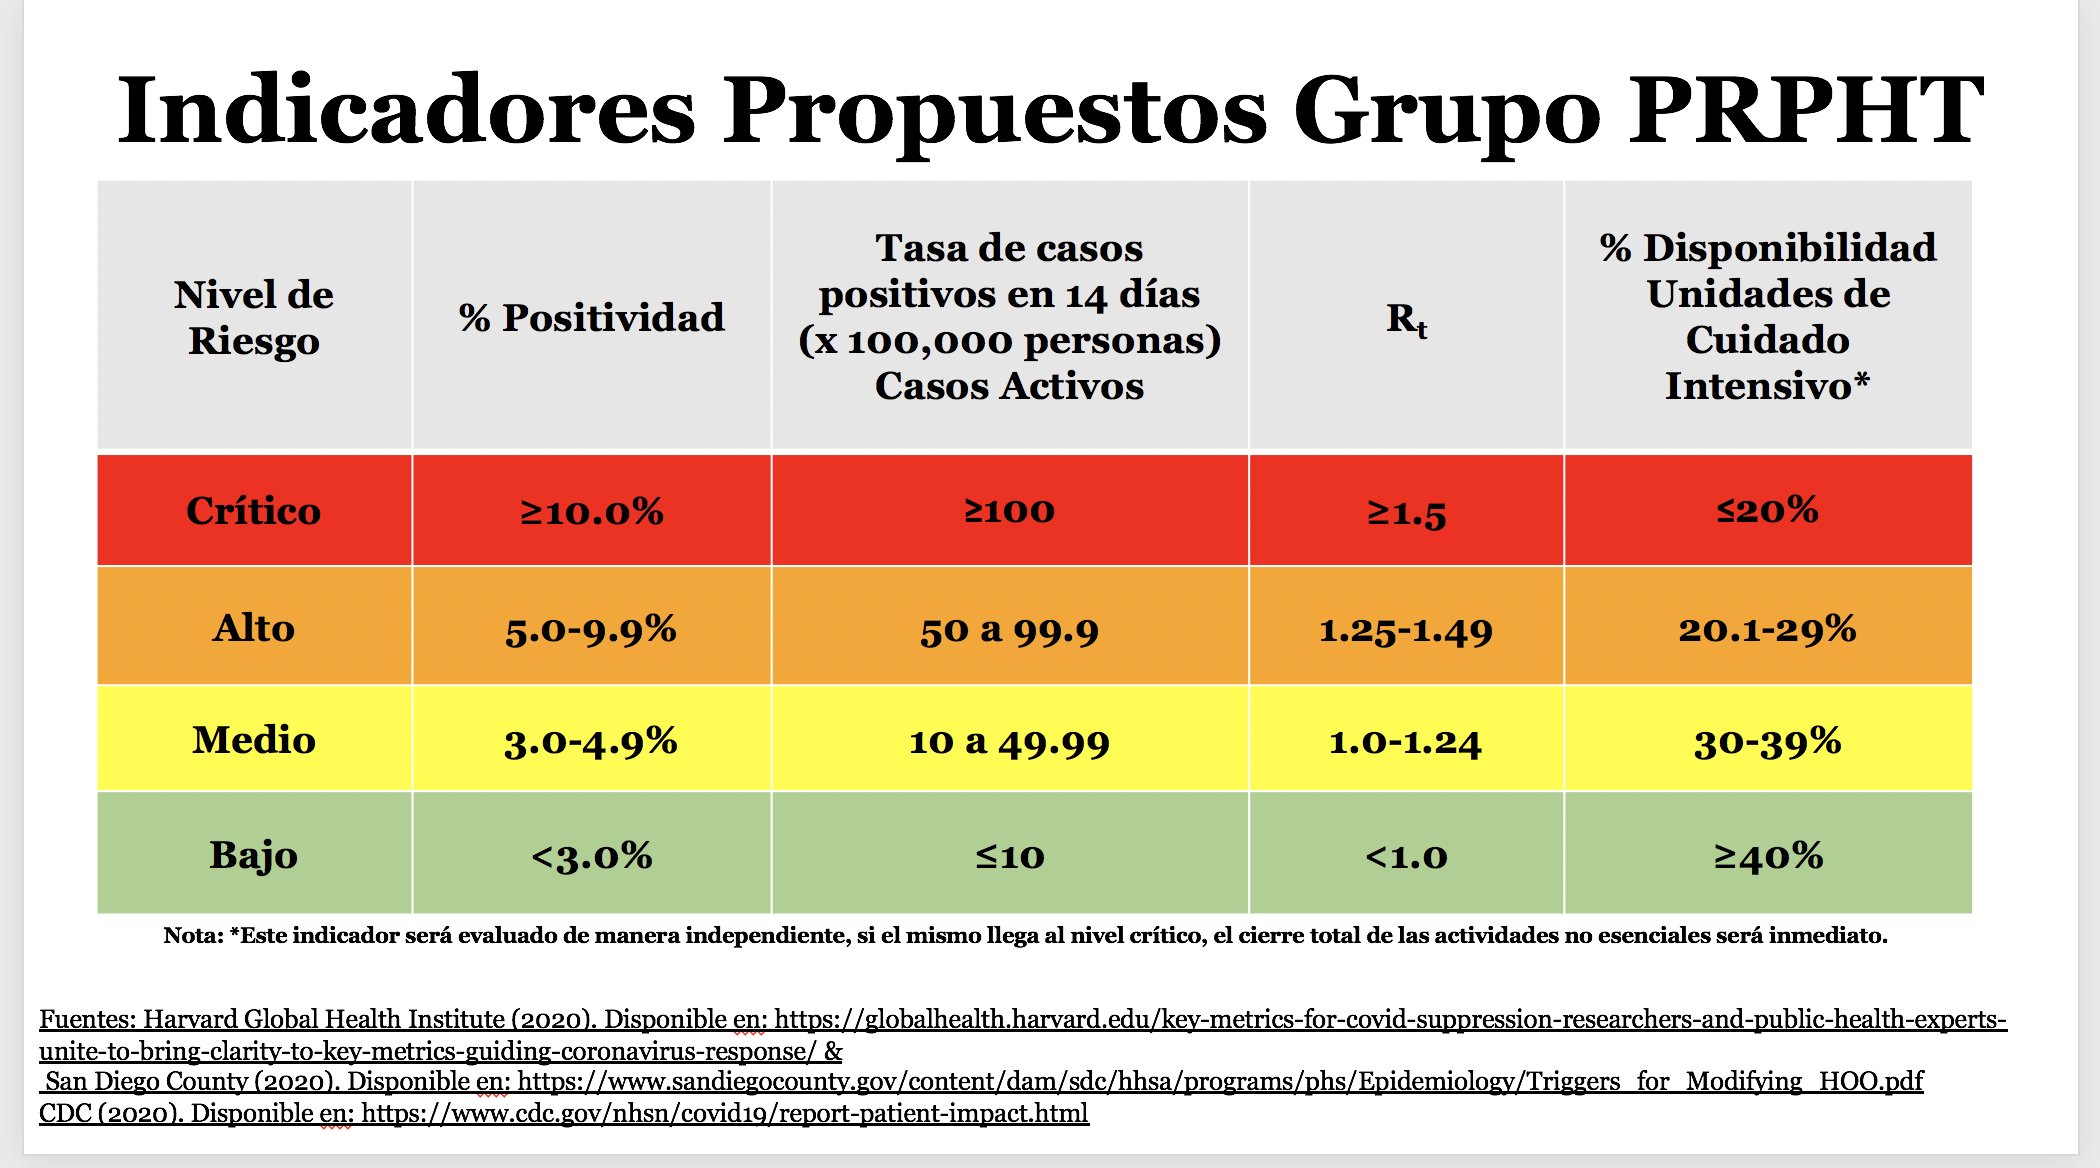 Indicadores Propuestos Grupo PRPHT
Nivel de
Riesgo
% Positividad
Tasa de casos
positivos en 14 días
(x 100,000 personas)
Casos Activos
Rt
% Disponibilidad
Unidades de
Cuidado
Intensivo*
Crítico ≥10.0% ≥100 ≥1.5 ≤20%
Alto 5.0-9.9% 50 a 99.9 1.25-1.49 20.1-29%
Medio 3.0-4.9% 10 a 49.99 1.0-1.24 30-39%
Bajo <3.0% ≤10 <1.0 ≥40%
Nota: *Este indicador será evaluado de manera independiente, si el mismo llega al nivel crítico, el cierre total de las actividades no esenciales será inmediato.
Fuentes: Harvard Global Health Institute (2020). Disponible en: https://globalhealth.harvard.edu/key-metrics-for-covid-suppression-researchers-and-public-health-experts-
unite-to-bring-clarity-to-key-metrics-guiding-coronavirus-response/ &
San Diego County (2020). Disponible en: https://www.sandiegocounty.gov/content/dam/sdc/hhsa/programs/phs/Epidemiology/Triggers_for_Modifying_HOO.pdf
CDC (2020). Disponible en: https://www.cdc.gov/nhsn/covid19/report-patient-impact.html